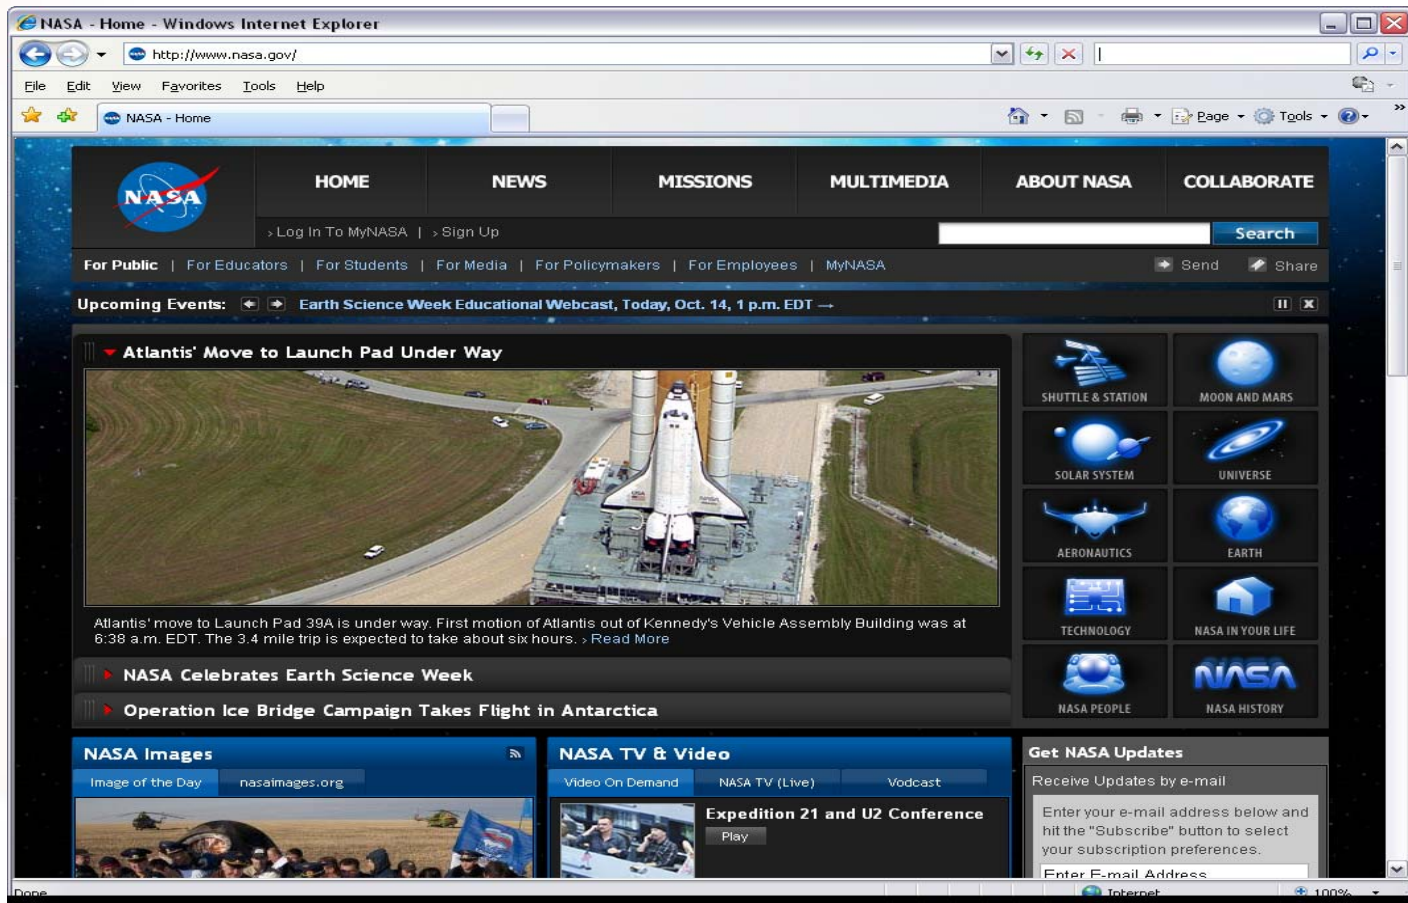 NASA - Home - Windows Internet Explorer
http://www.nasa.gov/
File Edit View Favorites Tools Help
NASA - Home
Page Tools
NASA
HOME NEWS MISSIONS MULTIMEDIA ABOUT NASA COLLABORATE
› Log In To MyNASA | › Sign Up
Search
For Public | For Educators | For Students | For Media | For Policymakers | For Employees | MyNASA
Send Share
Upcoming Events: Earth Science Week Educational Webcast, Today, Oct. 14, 1 p.m. EDT →
Atlantis' Move to Launch Pad Under Way
USA
Atlantis' move to Launch Pad 39A is under way. First motion of Atlantis out of Kennedy's Vehicle Assembly Building was at
6:38 a.m. EDT. The 3.4 mile trip is expected to take about six hours. › Read More
NASA Celebrates Earth Science Week
Operation Ice Bridge Campaign Takes Flight in Antarctica
SHUTTLE & STATION
MOON AND MARS
SOLAR SYSTEM
UNIVERSE
AERONAUTICS
EARTH
TECHNOLOGY
NASA IN YOUR LIFE
NASA PEOPLE
NASA
NASA HISTORY
NASA Images
Image of the Day nasaimages.org
NASA TV & Video
Video On Demand NASA TV (Live) Vodcast
Expedition 21 and U2 Conference
Play
Get NASA Updates
Receive Updates by e-mail
Enter your e-mail address below and
hit the "Subscribe" button to select
your subscription preferences.
Enter E-mail Address
Done
Internet
100%